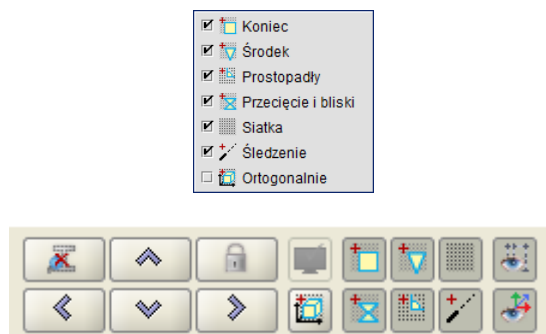 Koniec
Środek
Prostopadły
Przecięcie i bliski
Siatka
Śledzenie
Ortogonalnie